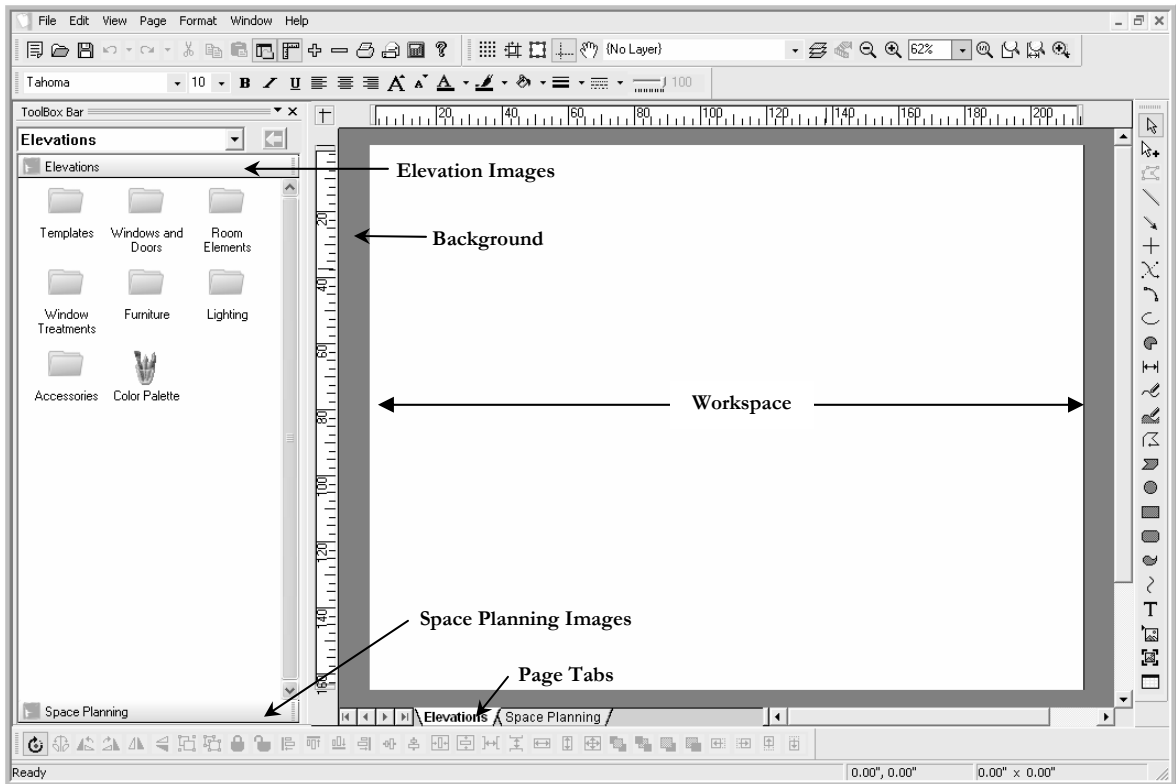 File Edit View Page Format Window Help
{No Layer} 62%
Tahoma 10 B I U A A A 100
ToolBox Bar
Elevations
Elevations
20 40 60 80 100 120 140 160 180 200
Elevation Images
Templates Windows and Doors Room Elements
Background
20
40
Window Treatments Furniture Lighting
60
Accessories Color Palette
Workspace
80
100
120
140
Space Planning Images
T
Page Tabs
160
Space Planning
Elevations Space Planning
Ready 0.00", 0.00" 0.00" x 0.00"